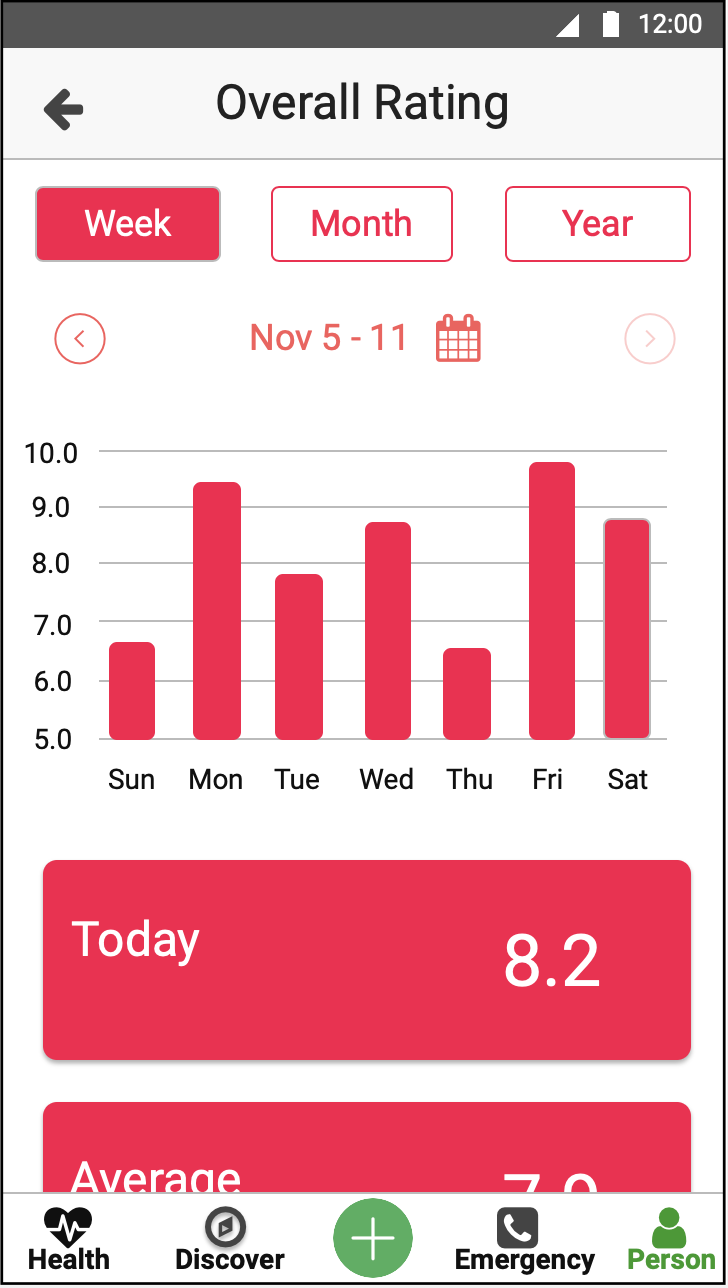 12:00
Overall Rating
Week Month Year
Nov 5 - 11
10.0
9.0
8.0
7.0
6.0
5.0
Sun Mon Tue Wed Thu Fri Sat
Today 8.2
Average
Health Discover Emergency Person